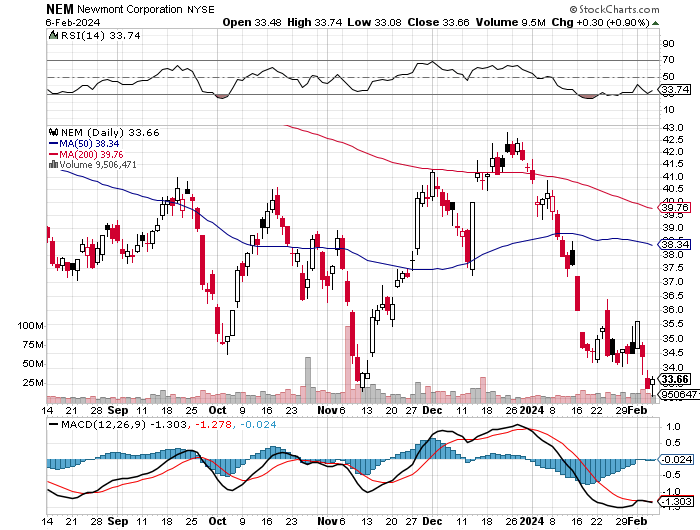 NEM Newmont Corporation NYSE © StockCharts.com
6-Feb-2024 Open 33.48 High 33.74 Low 33.08 Close 33.66 Volume 9.5M Chg +0.30 (+0.90%)
RSI(14) 33.74
90
70
50
33.74
30
10
NEM (Daily) 33.66
MA(50) 38.34
MA(200) 39.76
Volume 9,506,471
43.0
42.5
42.0
41.5
41.0
40.5
40.0
39.76
39.5
39.0
38.5
38.34
38.0
37.5
37.0
36.5
36.0
35.5
35.0
34.5
34.0
33.66
950647
100M
75M
50M
25M
14 21 28 Sep 11 18 25 Oct 9 16 23 Nov 6 13 20 27 Dec 11 18 26 2024 8 16 22 29 Feb
MACD(12,26,9) -1.303, -1.278, -0.024
1.0
0.5
-0.024
-0.5
-1.0
-1.303
14 21 28 Sep 11 18 25 Oct 9 16 23 Nov 6 13 20 27 Dec 11 18 26 2024 8 16 22 29 Feb